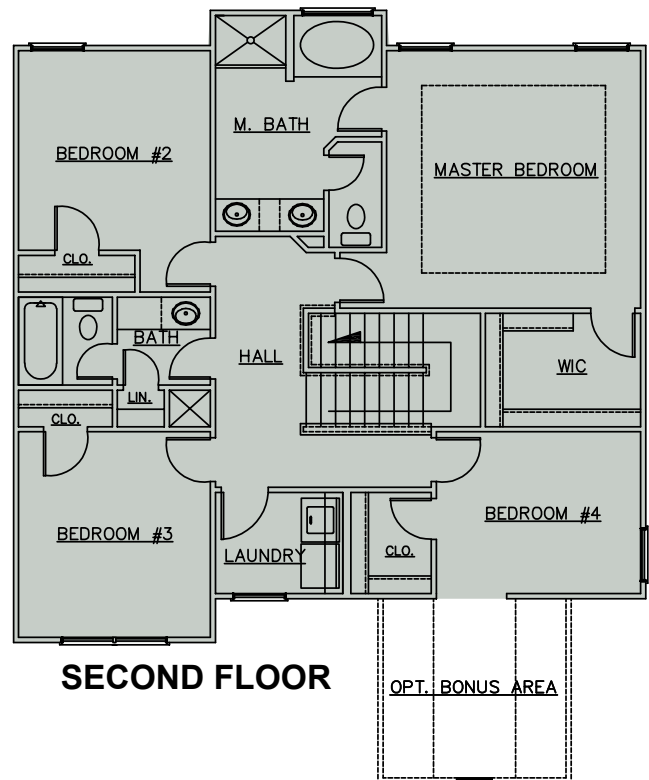 M. BATH
BEDROOM #2
MASTER BEDROOM
CLO.
BATH
HALL
WIC
LIN.
CLO.
BEDROOM #4
BEDROOM #3
LAUNDRY
CLO.
SECOND FLOOR
OPT. BONUS AREA